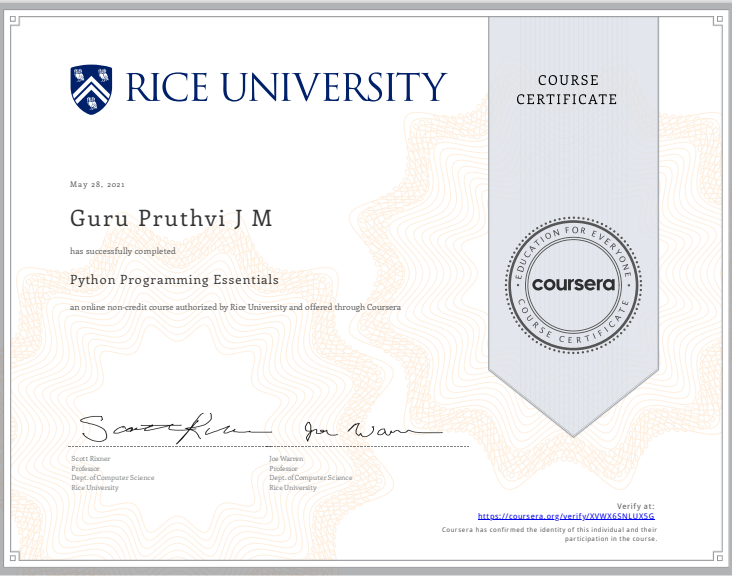 RICE UNIVERSITY
COURSE
CERTIFICATE
May 28, 2021
Guru Pruthvi J M
has successfully completed
Python Programming Essentials
an online non-credit course authorized by Rice University and offered through Coursera
EDUCATION FOR EVERYONE
coursera
COURSE CERTIFICATE
Scott Rixner
Professor
Dept. of Computer Science
Rice University
Joe Warren
Professor
Dept. of Computer Science
Rice University
Verify at:
https://coursera.org/verify/XVWX6SNLUX5G
Coursera has confirmed the identity of this individual and their
participation in the course.